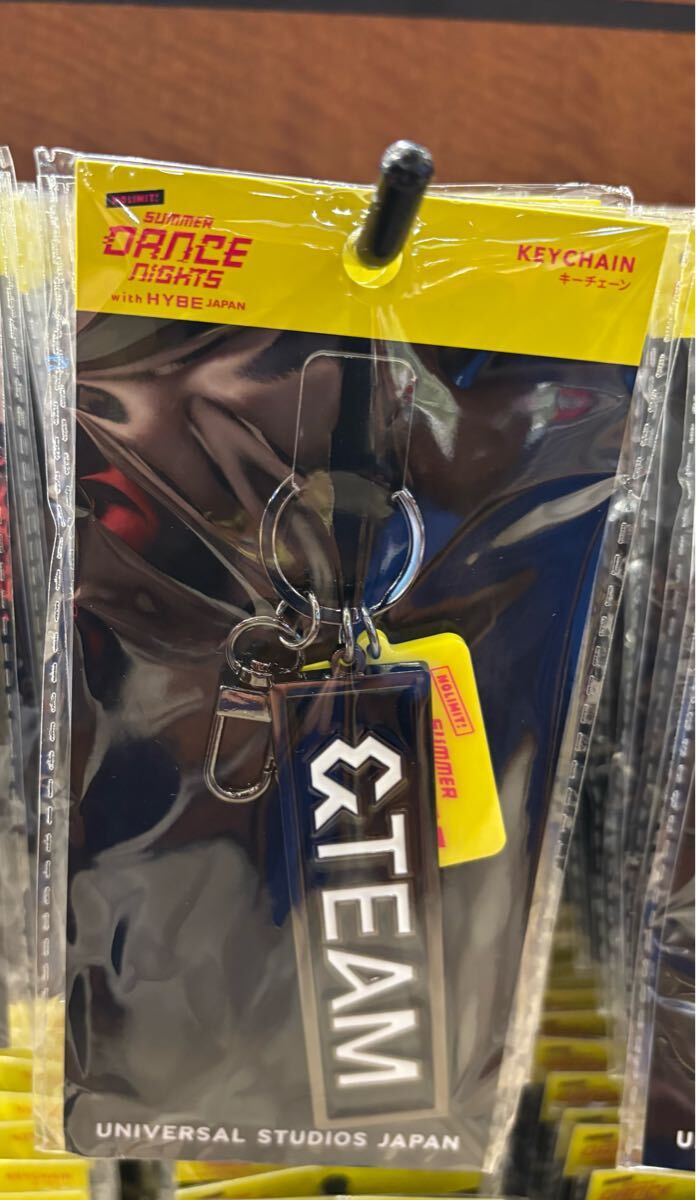 NO LIMIT!
SUMMER
DANCE
NIGHTS
with HYBE JAPAN
KEYCHAIN
キーチェーン
NO LIMIT!
SUMMER
&TEAM
UNIVERSAL STUDIOS JAPAN
U
KEYCHAIN